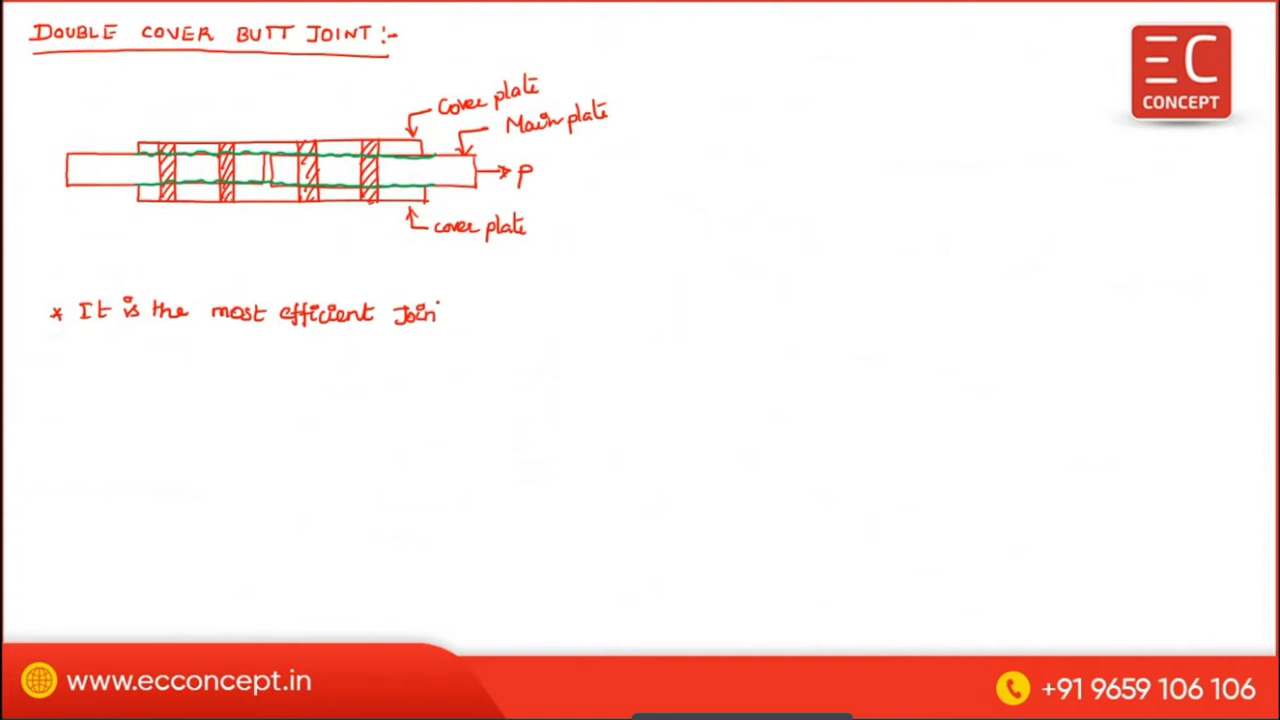 DOUBLE COVER BUTT JOINT :-
EC
CONCEPT
Cover plate
Main plate
P
cover plate
* It is the most efficient Join
www.ecconcept.in
+91 9659 106 106